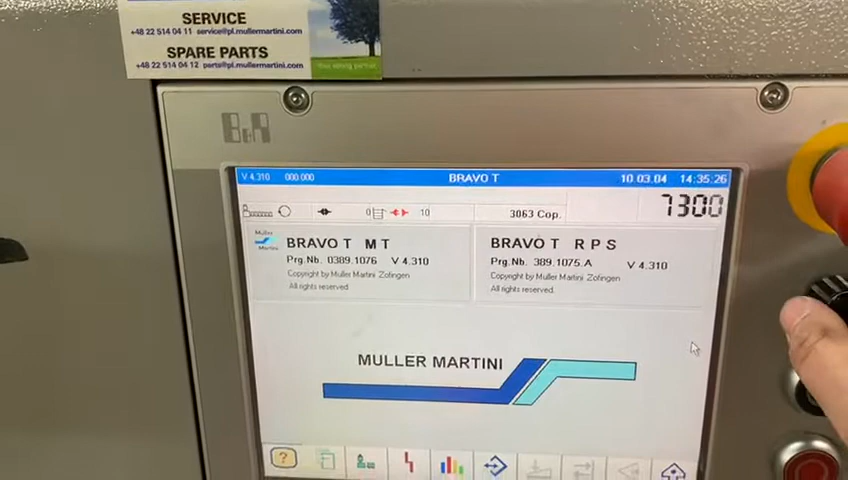 SERVICE
+48 22 514 04 11 service@pl.mullermartini.com
SPARE PARTS
+48 22 514 04 12 parts@pl.mullermartini.com
B&R
V 4.310 000 000 BRAVO T 10.03.04 14:35:26
0 10 3063 Cop. 7300
Muller Martini
BRAVO T MT
Prg.Nb. 0389.1076 V 4.310
Copyright by Muller Martini Zofingen
All rights reserved.
BRAVO T RPS
Prg.Nb. 389.1075.A V 4.310
Copyright by Muller Martini Zofingen
All rights reserved.
MULLER MARTINI
?